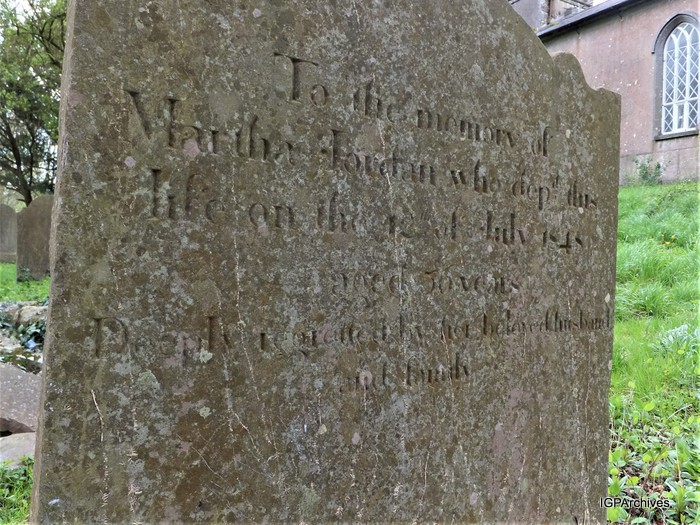 To the memory of
Martha Jordan who dep.^d this
life on the 12 of July 1848
aged 50 years
Deeply regretted by her beloved husband
and family
IGPArchives